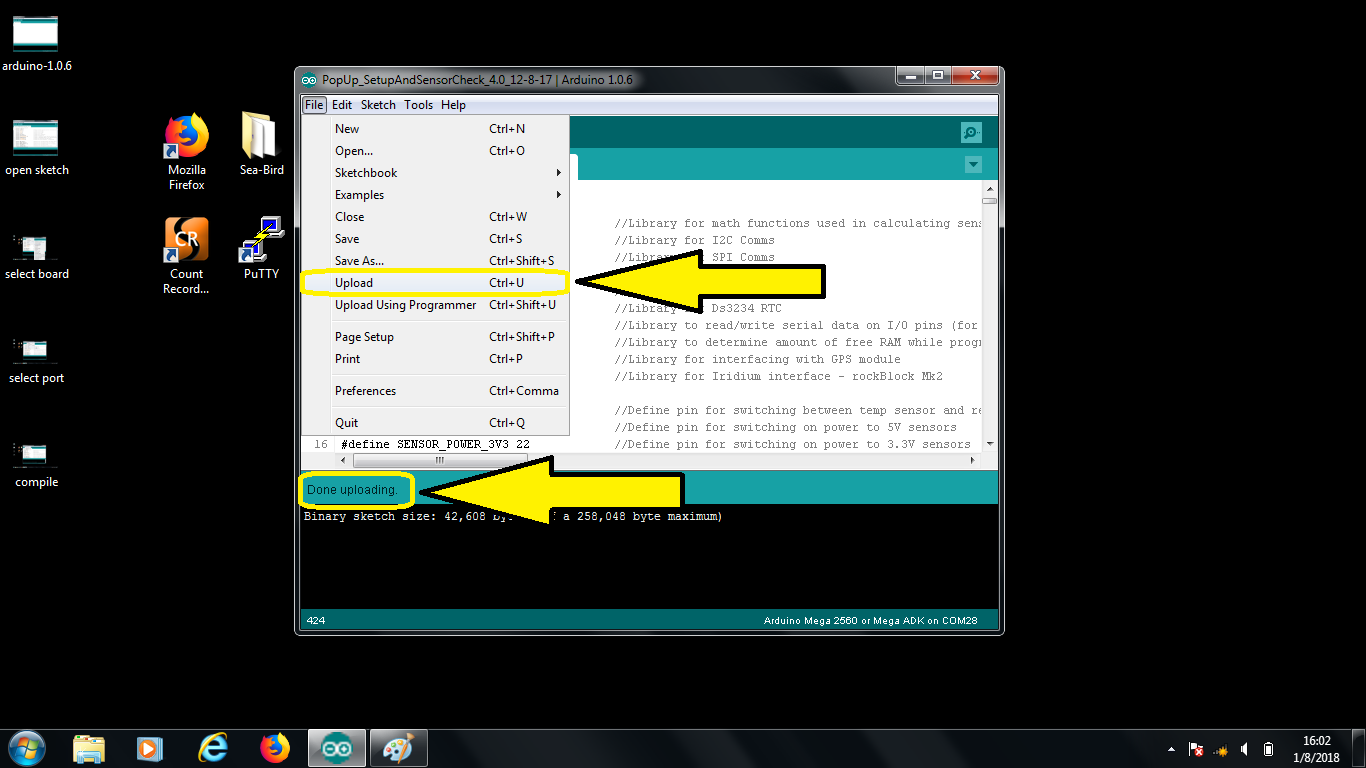 arduino-1.0.6
open sketch
select board
select port
compile
Mozilla
Firefox
Sea-Bird
CR
Count
Record...
PuTTY
PopUp_SetupAndSensorCheck_4.0_12-8-17 | Arduino 1.0.6
File Edit Sketch Tools Help
New Ctrl+N
Open... Ctrl+O
Sketchbook
Examples
Close Ctrl+W
Save Ctrl+S
Save As... Ctrl+Shift+S
Upload Ctrl+U
Upload Using Programmer Ctrl+Shift+U
Page Setup Ctrl+Shift+P
Print Ctrl+P
Preferences Ctrl+Comma
Quit Ctrl+Q
//Library for math functions used in calculating sens
//Library for I2C Comms
//Lib SPI Comms
//Library Ds3234 RTC
//Library to read/write serial data on I/O pins (for
//Library to determine amount of free RAM while prog
//Library for interfacing with GPS module
//Library for Iridium interface - rockBlock Mk2
//Define pin for switching between temp sensor and re
//Define pin for switching on power to 5V sensors
16 #define SENSOR_POWER_3V3 22 //Define pin for switching on power to 3.3V sensors
Done uploading.
Binary sketch size: 42,608 a 258,048 byte maximum)
424 Arduino Mega 2560 or Mega ADK on COM28
16:02
1/8/2018